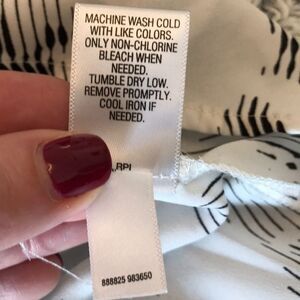 MACHINE WASH COLD
WITH LIKE COLORS.
ONLY NON-CHLORINE
BLEACH WHEN
NEEDED.
TUMBLE DRY LOW.
REMOVE PROMPTLY.
COOL IRON IF
NEEDED.
RPI
888825 983650